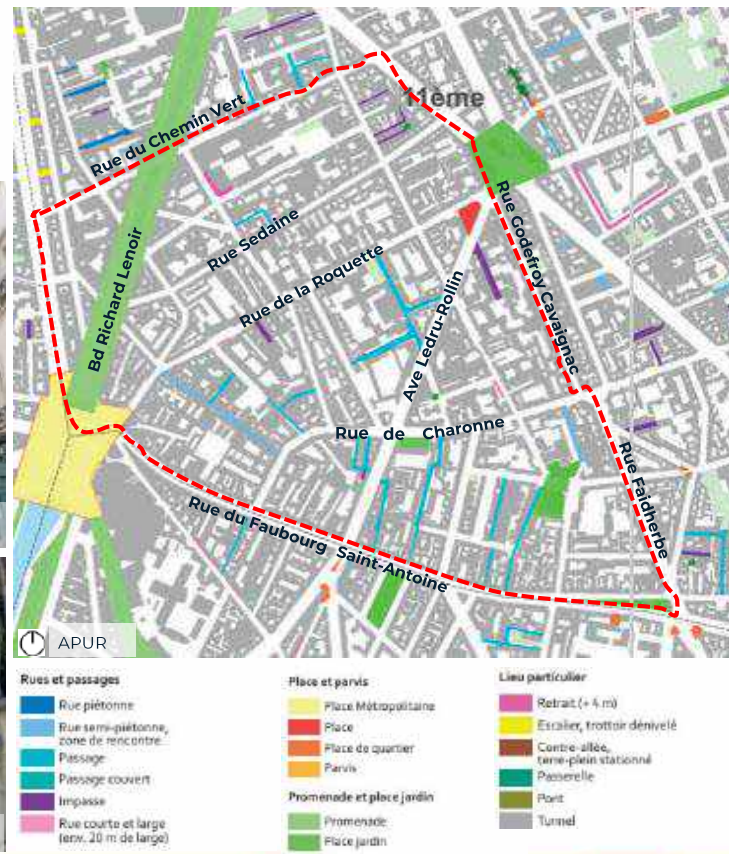 11ème
Rue du Chemin Vert
Rue Godefroy Cavaignac
Rue Sedaine
Rue de la Roquette
Bd Richard Lenoir
Ave Ledru-Rollin
Rue de Charonne
Rue Faidherbe
Rue du Faubourg Saint-Antoine
APUR
Rues et passages
Rue piétonne
Rue semi-piétonne,
zone de rencontre
Passage
Passage couvert
Impasse
Rue courte et large
(env. 20 m de large)
Place et parvis
Place Métropolitaine
Place
Place de quartier
Parvis
Promenade et place jardin
Promenade
Place jardin
Lieu particulier
Retrait (+ 4 m)
Escalier, trottoir dénivelé
Contre-allée,
terre-plein stationné
Passerelle
Pont
Tunnel